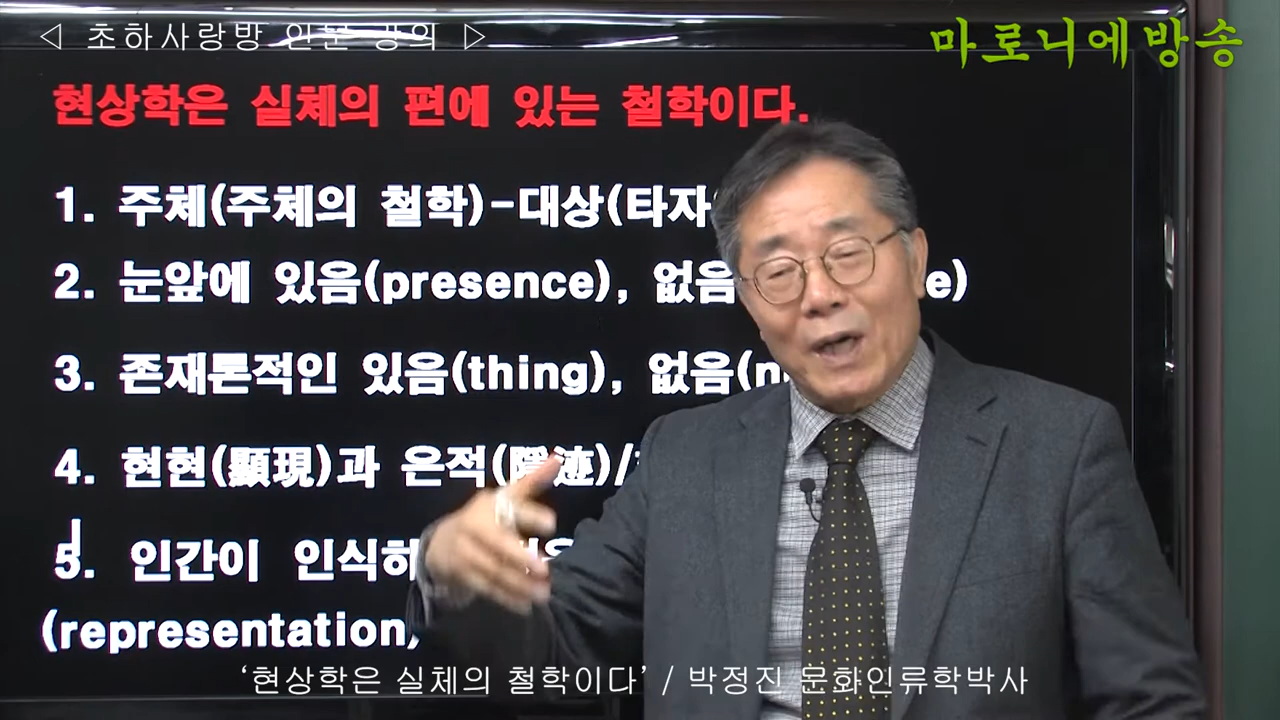 ◁ 초하사랑방 인문 강의 ▷
마로니에방송
현상학은 실체의 편에 있는 철학이다.
1. 주체(주체의 철학)-대상(타자
2. 눈앞에 있음(presence), 없음 e)
3. 존재론적인 있음(thing), 없음(n
4. 현현(顯現)과 은적(隱迹)/
5. 인간이 인식하
(representation)
‘현상학은 실체의 철학이다’ / 박정진 문화인류학박사